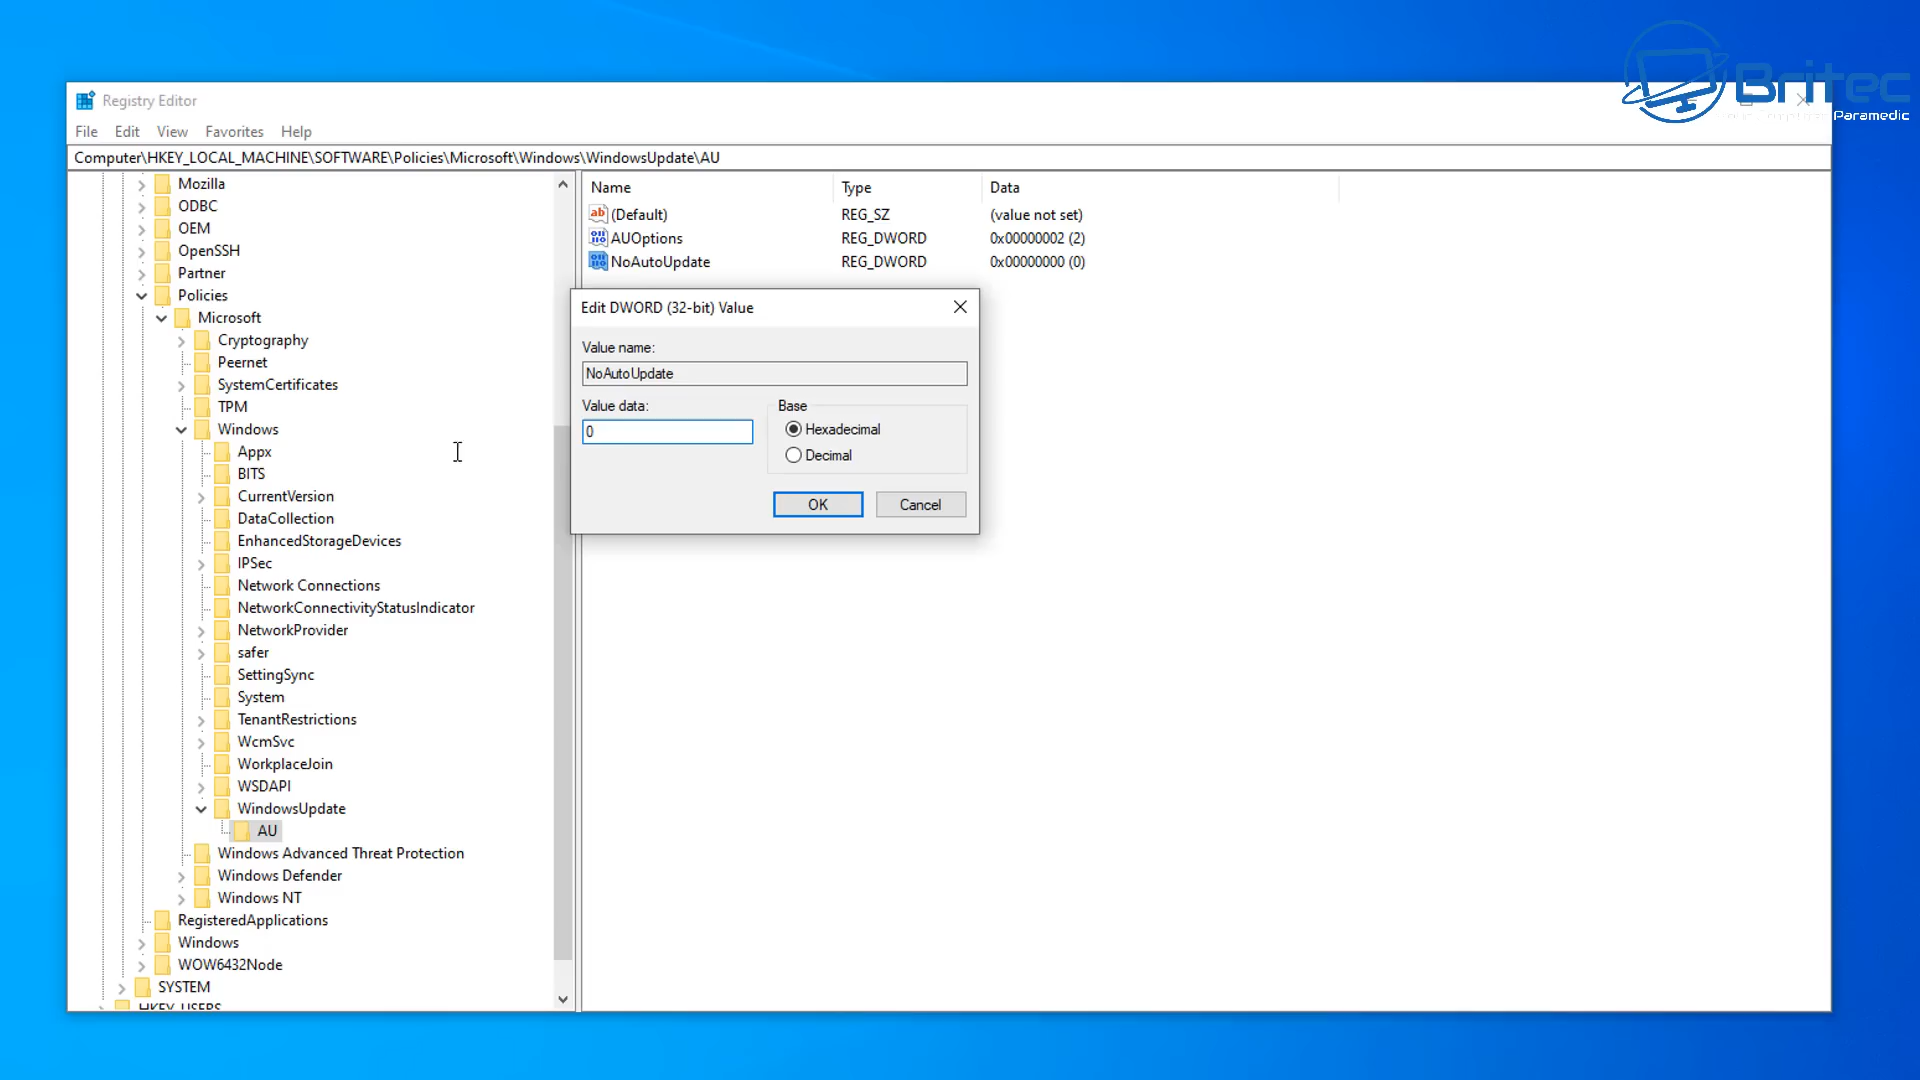 Britec
Paramedic
Registry Editor
File Edit View Favorites Help
Computer\HKEY_LOCAL_MACHINE\SOFTWARE\Policies\Microsoft\Windows\WindowsUpdate\AU
Mozilla
ODBC
OEM
OpenSSH
Partner
Policies
Microsoft
Cryptography
Peernet
SystemCertificates
TPM
Windows
Appx
BITS
CurrentVersion
DataCollection
EnhancedStorageDevices
IPSec
Network Connections
NetworkConnectivityStatusIndicator
NetworkProvider
safer
SettingSync
System
TenantRestrictions
WcmSvc
WorkplaceJoin
WSDAPI
WindowsUpdate
AU
Windows Advanced Threat Protection
Windows Defender
Windows NT
RegisteredApplications
Windows
WOW6432Node
SYSTEM
HKEY_USERS
Name Type Data
(Default) REG_SZ (value not set)
AUOptions REG_DWORD 0x00000002 (2)
NoAutoUpdate REG_DWORD 0x00000000 (0)
Edit DWORD (32-bit) Value
Value name:
NoAutoUpdate
Value data:
0
Base
Hexadecimal
Decimal
OK Cancel